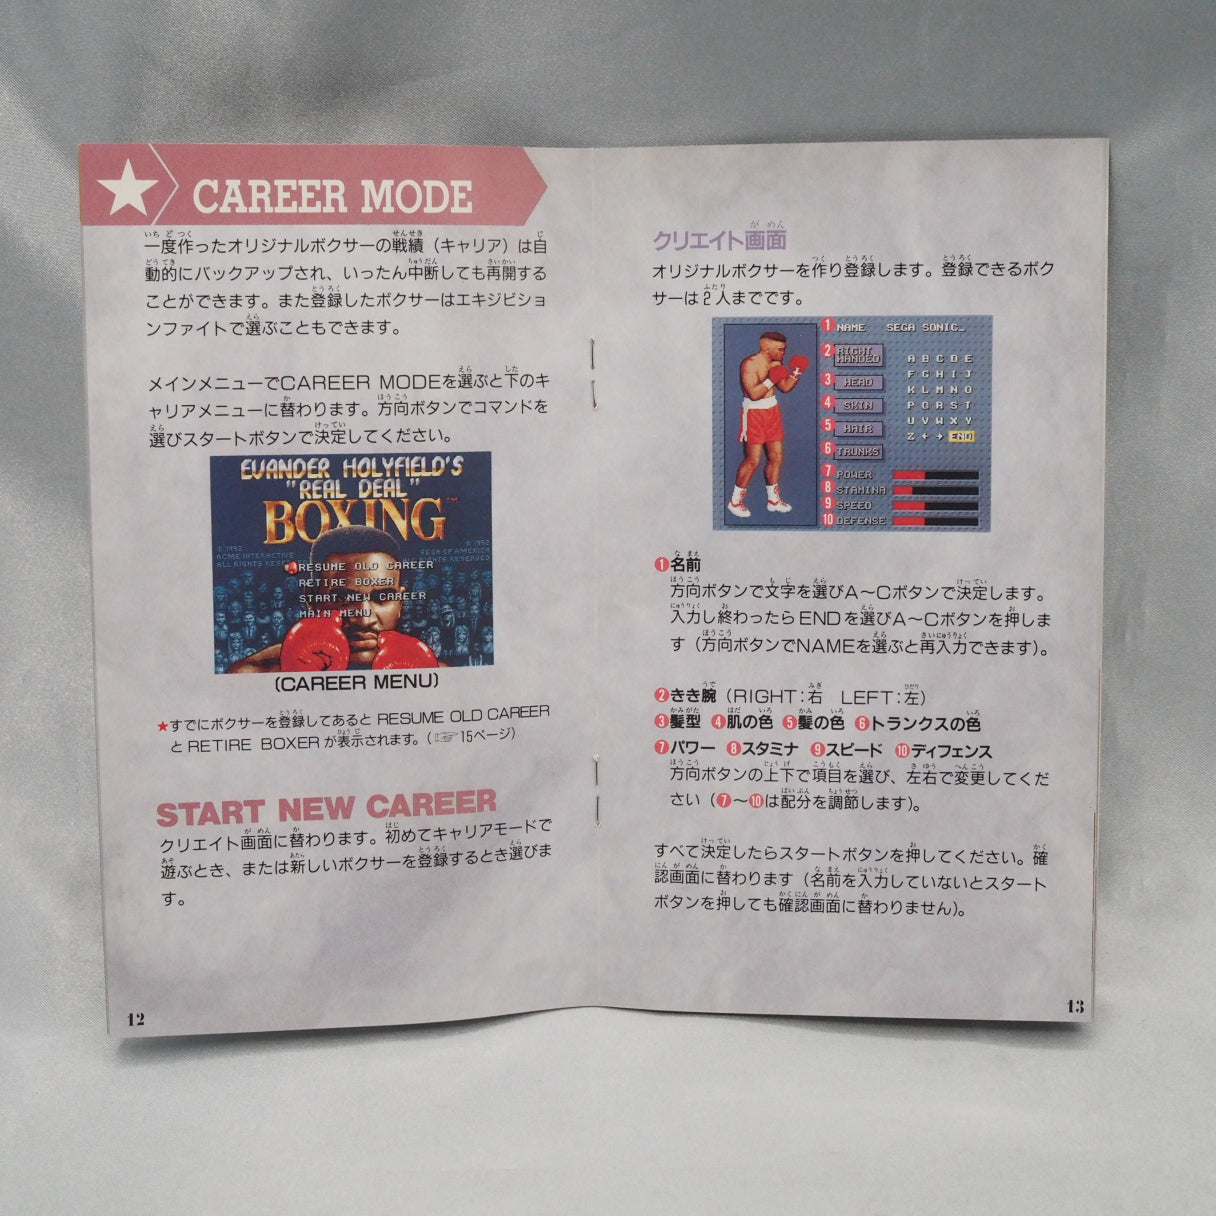 CAREER MODE
一度作ったオリジナルボクサーの戦績（キャリア）は自
動的にバックアップされ、いったん中断しても再開する
ことができます。また登録したボクサーはエキジビショ
ンファイトで選ぶこともできます。
メインメニューでCAREER MODEを選ぶと下のキ
ャリアメニューに替わります。方向ボタンでコマンドを
選びスタートボタンで決定してください。
EVANDER HOLYFIELD'S
"REAL DEAL"
BOXING™
© 1992
ACME INTERACTIVE
ALL RIGHTS RES
© 1992
SEGA OF AMERICA
ALL RIGHTS RESERVED
RESUME OLD CAREER
RETIRE BOXER
START NEW CAREER
MAIN MENU
(CAREER MENU)
★すでにボクサーを登録してあると RESUME OLD CAREER
と RETIRE BOXER が表示されます。（☞15ページ）
START NEW CAREER
クリエイト画面に替わります。初めてキャリアモードで
遊ぶとき、または新しいボクサーを登録するとき選びま
す。
12
クリエイト画面
オリジナルボクサーを作り登録します。登録できるボク
サーは2人までです。
1 NAME SEGA SONIC_
2 RIGHT HANDED
3 HEAD
4 SKIN
5 HAIR
6 TRUNKS
A B C D E
F G H I J
K L M N O
P Q R S T
U V W X Y
Z ← → END
7 POWER
8 STAMINA
9 SPEED
10 DEFENSE
❶名前
方向ボタンで文字を選びA～Cボタンで決定します。
入力し終わったらENDを選びA～Cボタンを押しま
す（方向ボタンでNAMEを選ぶと再入力できます）。
❷きき腕（RIGHT：右 LEFT：左）
❸髪型 ❹肌の色 ❺髪の色 ❻トランクスの色
❼パワー ❽スタミナ ❾スピード ❿ディフェンス
方向ボタンの上下で項目を選び、左右で変更してくだ
さい（❼～❿は配分を調節します）。
すべて決定したらスタートボタンを押してください。確
認画面に替わります（名前を入力していないとスタート
ボタンを押しても確認画面に替わりません）。
13